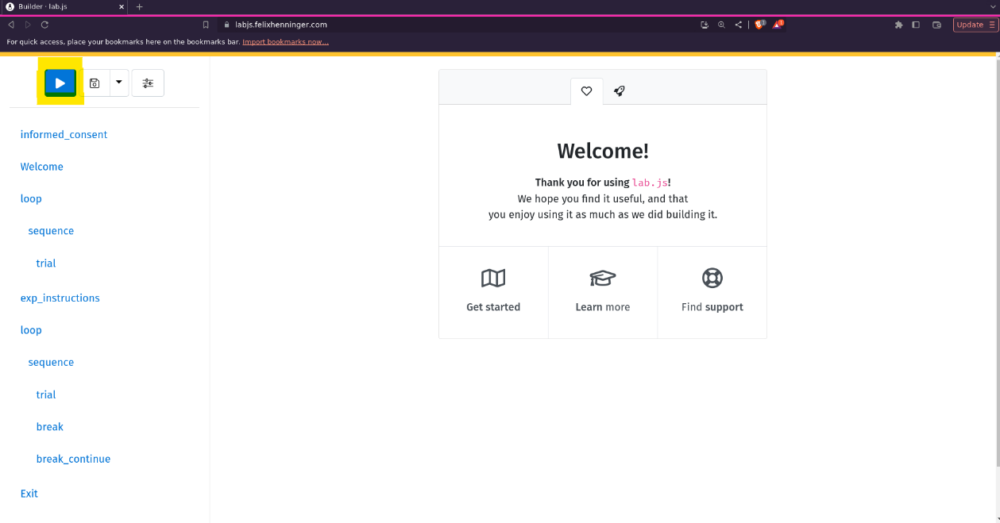 Builder · lab.js
labjs.felixhenninger.com
Update
For quick access, place your bookmarks here on the bookmarks bar. Import bookmarks now...
informed_consent
Welcome
loop
sequence
trial
exp_instructions
loop
sequence
trial
break
break_continue
Exit
Welcome!
Thank you for using lab.js!
We hope you find it useful, and that
you enjoy using it as much as we did building it.
Get started
Learn more
Find support